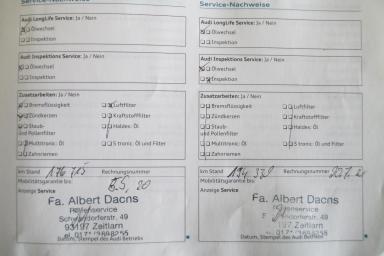 Service-Nachweise
Audi LongLife Service: Ja / Nein
Ölwechsel
Inspektion
Audi Inspektions Service: Ja / Nein
Ölwechsel
Inspektion
Zusatzarbeiten: Ja / Nein
Bremsflüssigkeit
Luftfilter
Zündkerzen
Kraftstofffilter
Staub- und Pollenfilter
Haldex: Öl
Multitronic: Öl
S tronic: Öl und Filter
Zahnriemen
km Stand
Rechnungsnummer
Mobilitätsgarantie bis:
Anzeige Service
Fa. Albert Dacns
Reifenservice
49
93197 Zeitlarn
Datum, Stempel des Audi Betriebs
Service-Nachweise
Audi LongLife Service: Ja / Nein
Ölwechsel
Inspektion
Audi Inspektions Service: Ja / Nein
Ölwechsel
Inspektion
Zusatzarbeiten: Ja / Nein
Bremsflüssigkeit
Luftfilter
Zündkerzen
Kraftstofffilter
Staub- und Pollenfilter
Haldex: Öl
Multitronic: Öl
S tronic: Öl und Filter
Zahnriemen
km Stand
Rechnungsnummer
Mobilitätsgarantie bis:
Anzeige Service
Fa. Albert Dacns
49
93197 Zeitlarn
Datum, Stempel des Audi Betriebs